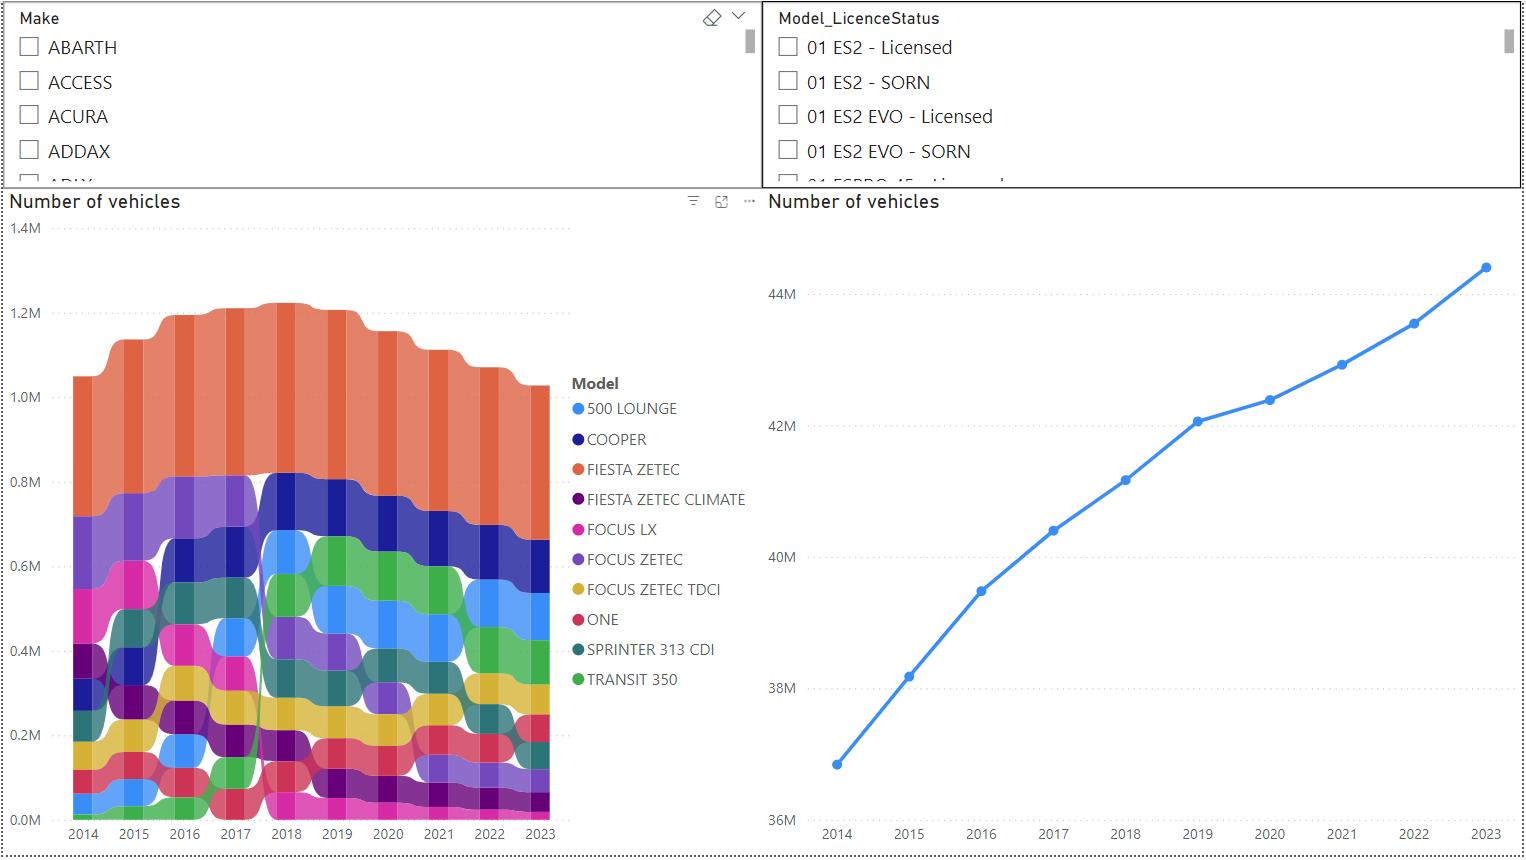 Make
ABARTH
ACCESS
ACURA
ADDAX
Model_LicenceStatus
01 ES2 - Licensed
01 ES2 - SORN
01 ES2 EVO - Licensed
01 ES2 EVO - SORN
Number of vehicles
1.4M
1.2M
1.0M
0.8M
0.6M
0.4M
0.2M
0.0M
2014 2015 2016 2017 2018 2019 2020 2021 2022 2023
Model
500 LOUNGE
COOPER
FIESTA ZETEC
FIESTA ZETEC CLIMATE
FOCUS LX
FOCUS ZETEC
FOCUS ZETEC TDCI
ONE
SPRINTER 313 CDI
TRANSIT 350
Number of vehicles
44M
42M
40M
38M
36M
2014 2015 2016 2017 2018 2019 2020 2021 2022 2023